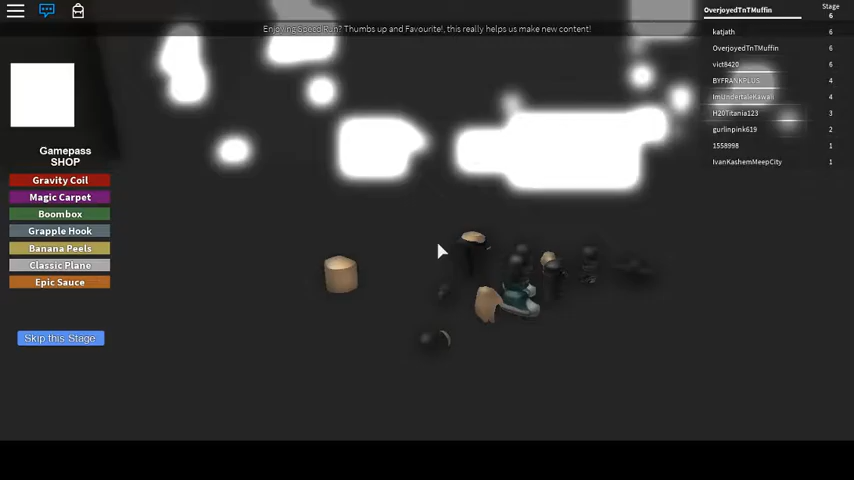 Enjoying Speed Run? Thumbs up and Favourite!, this really helps us make new content!
OverjoyedTnTMuffin
Stage
6
katjath 6
OverjoyedTnTMuffin 6
vict8420 6
BYFRANKPLUS 4
ImUndertaleKawaii 4
H20Titania123 3
gurlinpink619 2
1558998 1
IvanKashemMeepCity 1
Gamepass
SHOP
Gravity Coil
Magic Carpet
Boombox
Grapple Hook
Banana Peels
Classic Plane
Epic Sauce
Skip this Stage